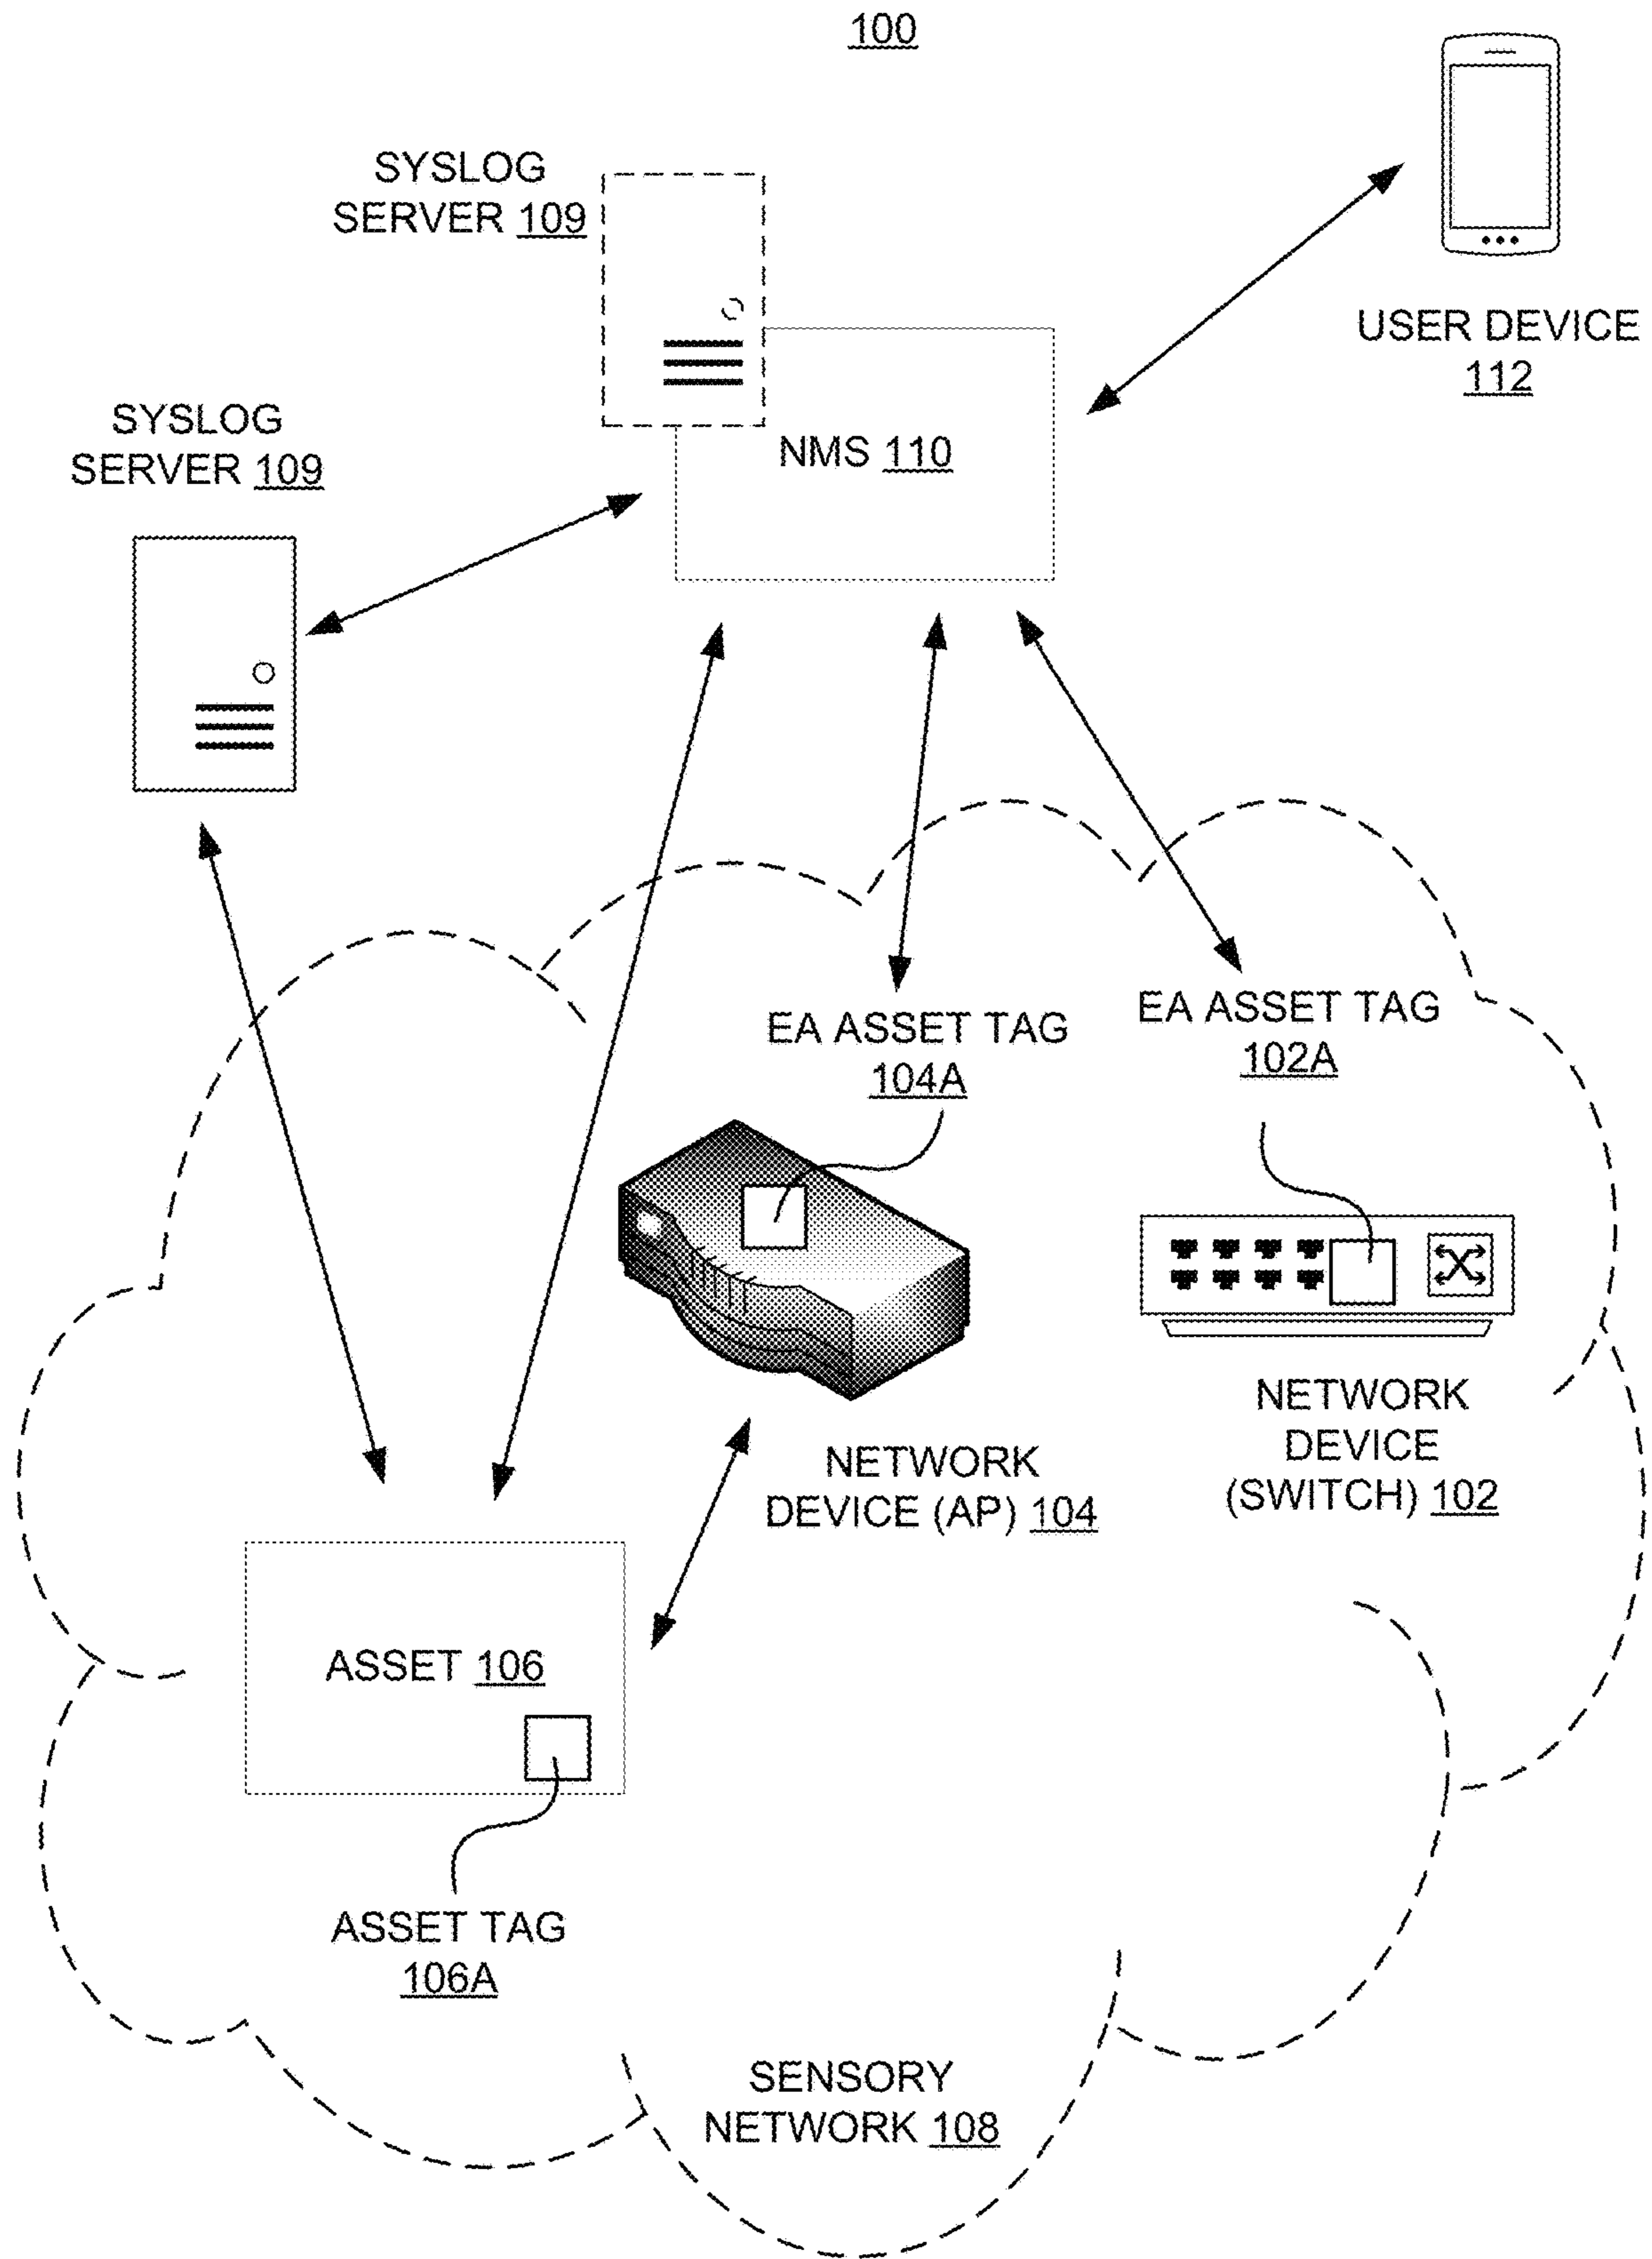 100
SYSLOG
SERVER 109
USER DEVICE
112
SYSLOG
SERVER 109
NMS 110
EA ASSET TAG
104A
EA ASSET TAG
102A
NETWORK
DEVICE (AP) 104
NETWORK
DEVICE
(SWITCH) 102
ASSET 106
ASSET TAG
106A
SENSORY
NETWORK 108